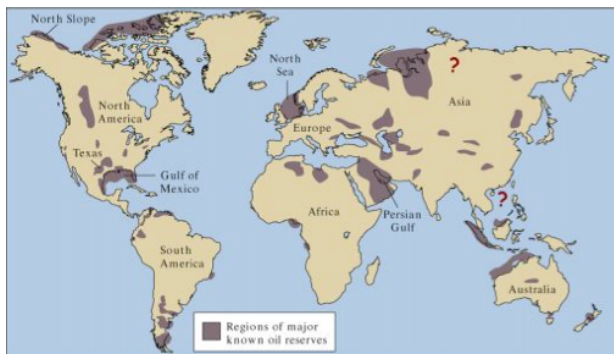 North Slope
North
Sea
?
North
America
Asia
Europe
Texas
Gulf of
Mexico
?
Africa
Persian
Gulf
South
America
Australia
Regions of major
known oil reserves